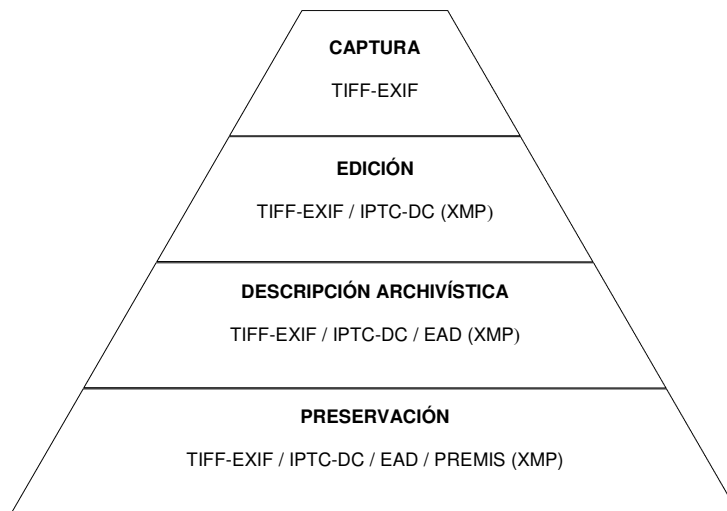 CAPTURA
TIFF-EXIF
EDICIÓN
TIFF-EXIF / IPTC-DC (XMP)
DESCRIPCIÓN ARCHIVÍSTICA
TIFF-EXIF / IPTC-DC / EAD (XMP)
PRESERVACIÓN
TIFF-EXIF / IPTC-DC / EAD / PREMIS (XMP)